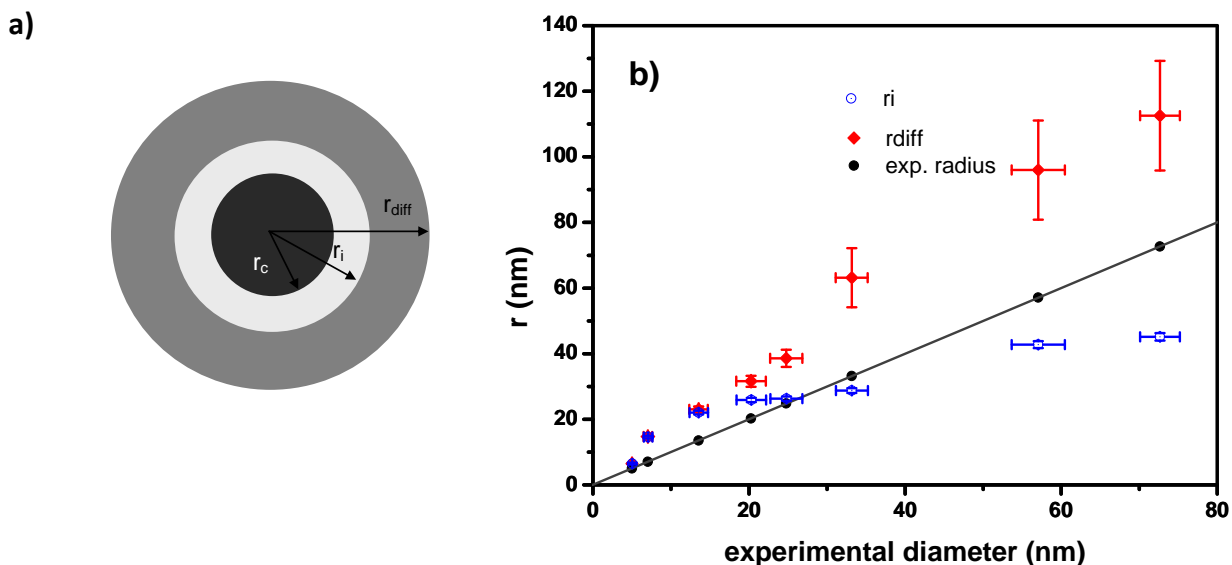 a)
r_diff
r_i
r_c
b)
ri
rdiff
exp. radius
r (nm)
140
120
100
80
60
40
20
0
0 20 40 60 80
experimental diameter (nm)